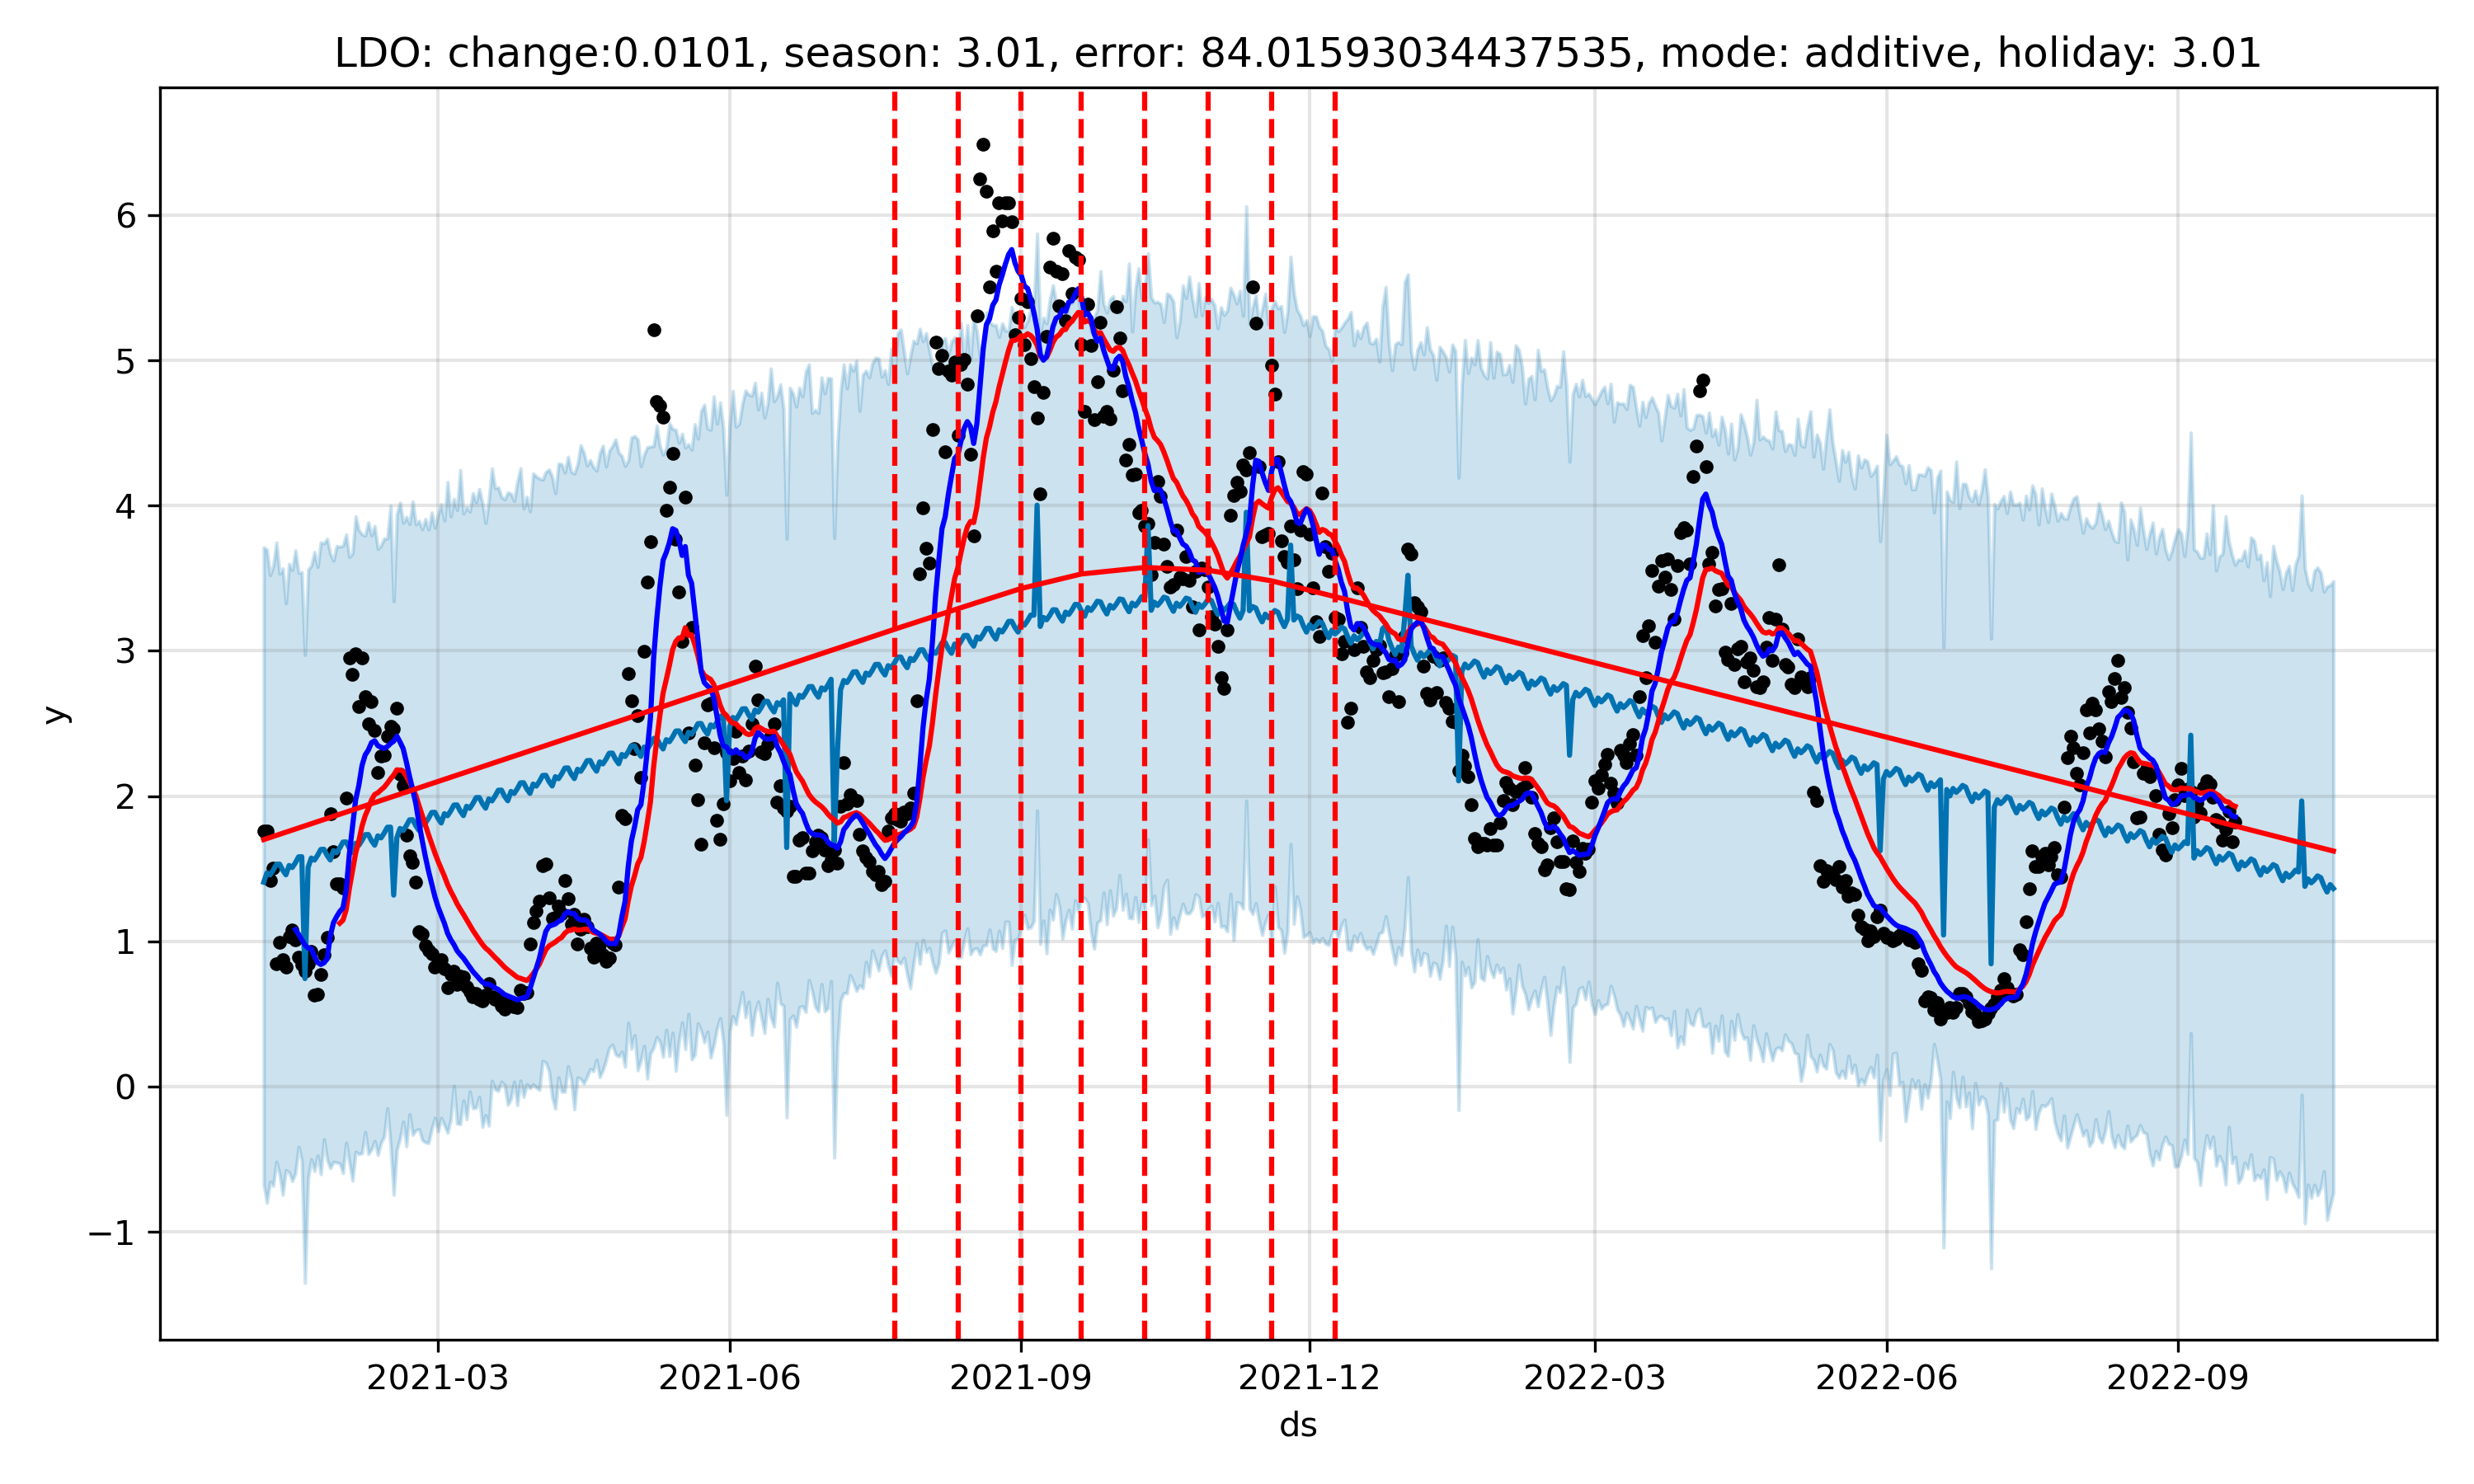 LDO: change:0.0101, season: 3.01, error: 84.01593034437535, mode: additive, holiday: 3.01
y
6
5
4
3
2
1
0
−1
2021-03 2021-06 2021-09 2021-12 2022-03 2022-06 2022-09
ds